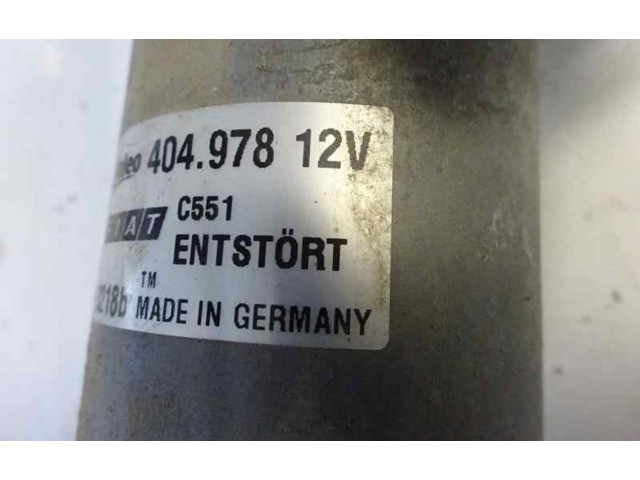 404.978 12V
C551
ENTSTÖRT
TM
MADE IN GERMANY